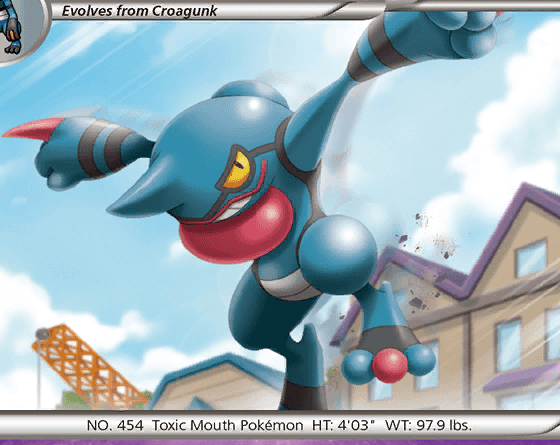 Evolves from Croagunk
NO. 454 Toxic Mouth Pokémon HT: 4'03" WT: 97.9 lbs.